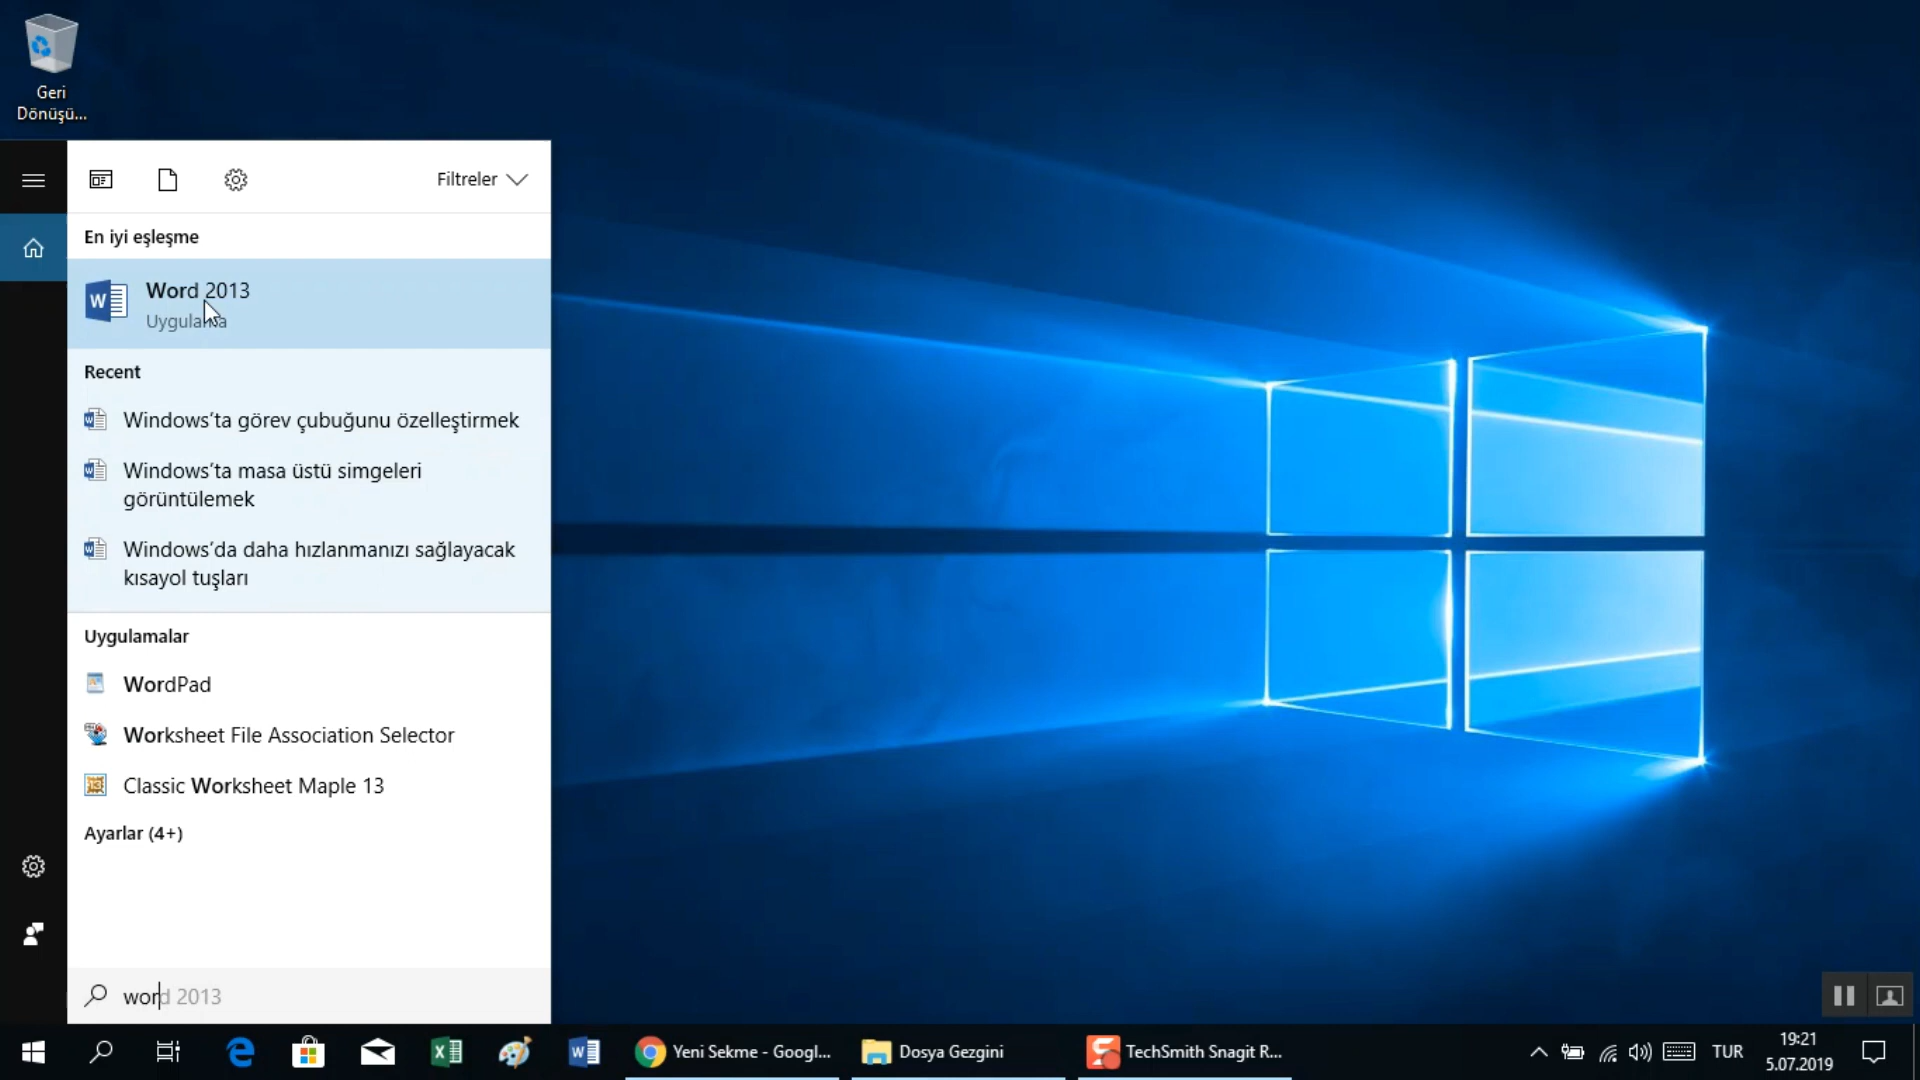 Geri
Dönüşü...
Filtreler
En iyi eşleşme
Word 2013
Uygulama
Recent
Windows'ta görev çubuğunu özelleştirmek
Windows'ta masa üstü simgeleri
görüntülemek
Windows'da daha hızlanmanızı sağlayacak
kısayol tuşları
Uygulamalar
WordPad
Worksheet File Association Selector
Classic Worksheet Maple 13
Ayarlar (4+)
word 2013
Yeni Sekme - Googl...
Dosya Gezgini
TechSmith Snagit R...
TUR
19:21
5.07.2019